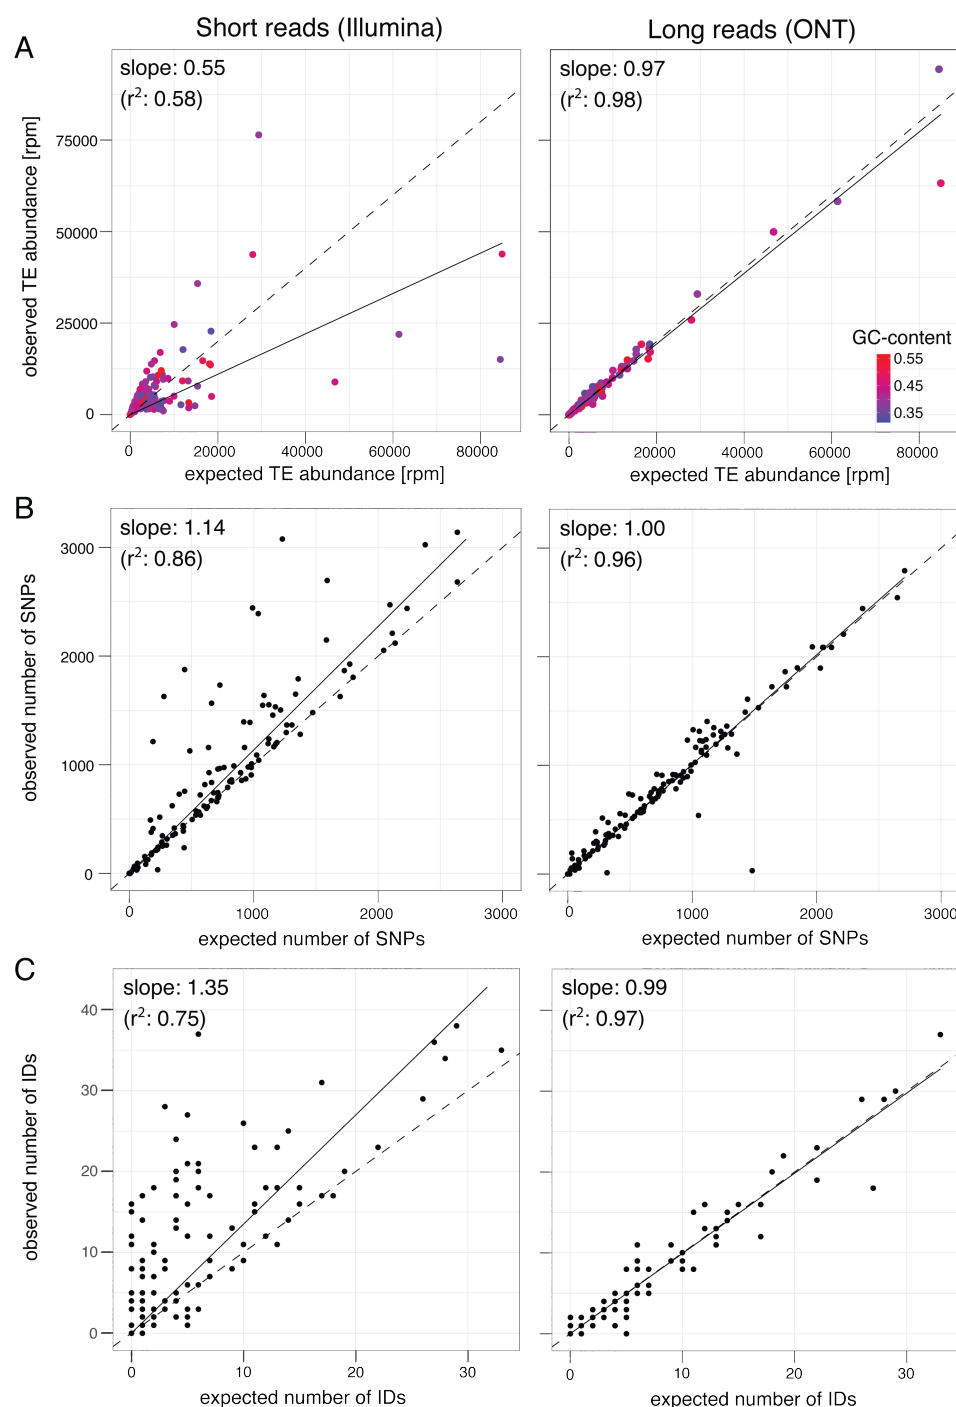 Short reads (Illumina)
Long reads (ONT)
A
slope: 0.55
(r²: 0.58)
observed TE abundance [rpm]
75000
50000
25000
0
0 20000 40000 60000 80000
expected TE abundance [rpm]
slope: 0.97
(r²: 0.98)
GC-content
0.55
0.45
0.35
0 20000 40000 60000 80000
expected TE abundance [rpm]
B
slope: 1.14
(r²: 0.86)
observed number of SNPs
3000
2000
1000
0
0 1000 2000 3000
expected number of SNPs
slope: 1.00
(r²: 0.96)
0 1000 2000 3000
expected number of SNPs
C
slope: 1.35
(r²: 0.75)
observed number of IDs
40
30
20
10
0
0 10 20 30
expected number of IDs
slope: 0.99
(r²: 0.97)
0 10 20 30
expected number of IDs